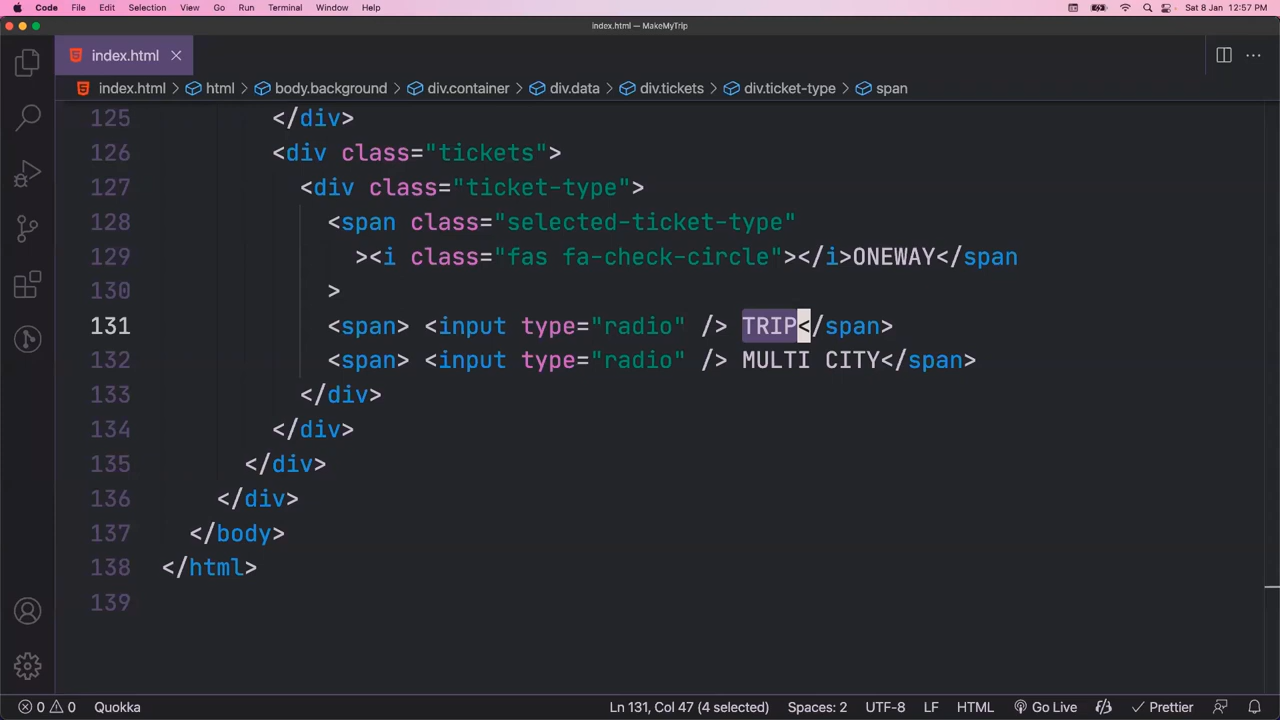 Code File Edit Selection View Go Run Terminal Window Help Sat 8 Jan 12:57 PM
index.html — MakeMyTrip
index.html
index.html > html > body.background > div.container > div.data > div.tickets > div.ticket-type > span
125 </div>
126 <div class="tickets">
127 <div class="ticket-type">
128 <span class="selected-ticket-type"
129 ><i class="fas fa-check-circle"></i>ONEWAY</span
130 >
131 <span> <input type="radio" /> TRIP</span>
132 <span> <input type="radio" /> MULTI CITY</span>
133 </div>
134 </div>
135 </div>
136 </div>
137 </body>
138 </html>
139
0 0 Quokka Ln 131, Col 47 (4 selected) Spaces: 2 UTF-8 LF HTML Go Live Prettier